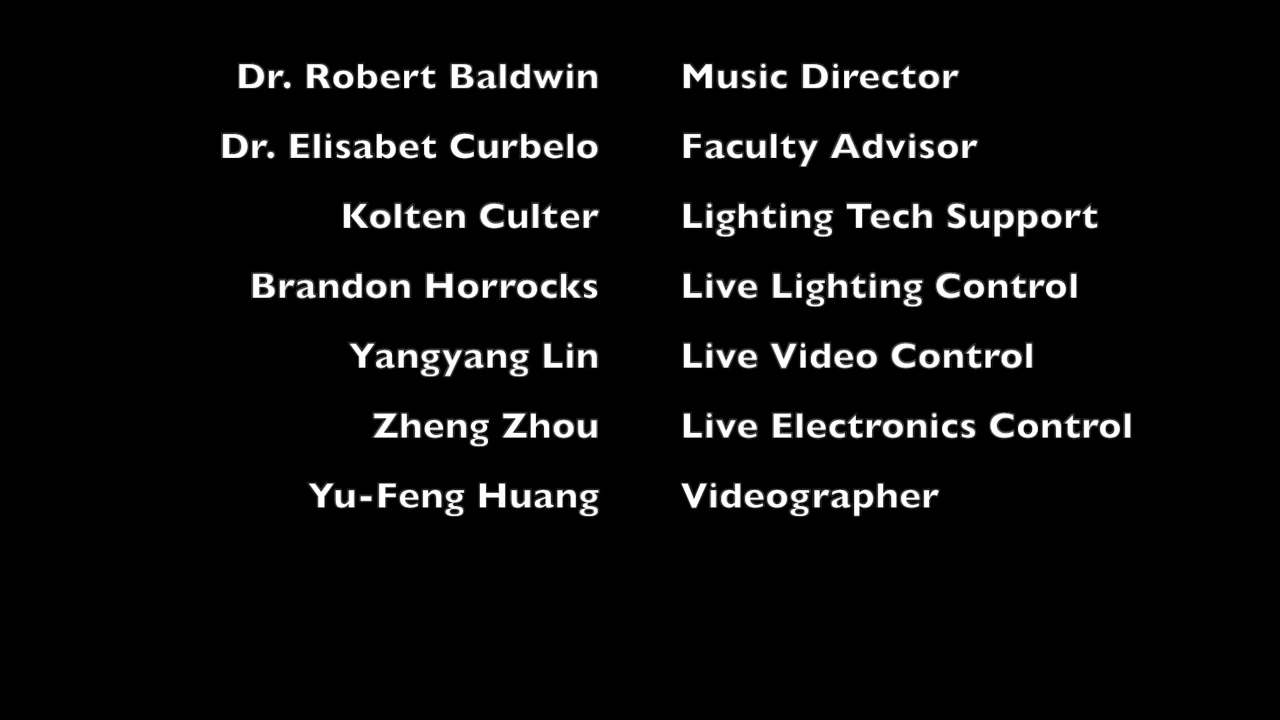 Dr. Robert Baldwin Music Director
Dr. Elisabet Curbelo Faculty Advisor
Kolten Culter Lighting Tech Support
Brandon Horrocks Live Lighting Control
Yangyang Lin Live Video Control
Zheng Zhou Live Electronics Control
Yu-Feng Huang Videographer